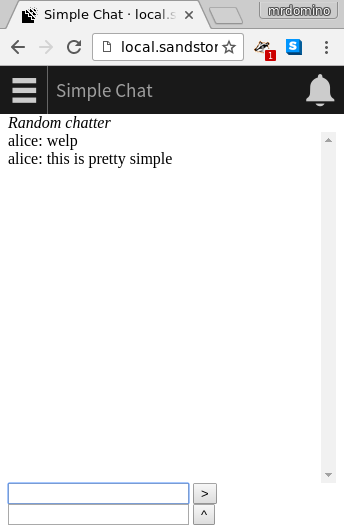 Simple Chat · local.s
mrdomino
local.sandstor
1
S
Simple Chat
Random chatter
alice: welp
alice: this is pretty simple
>
^